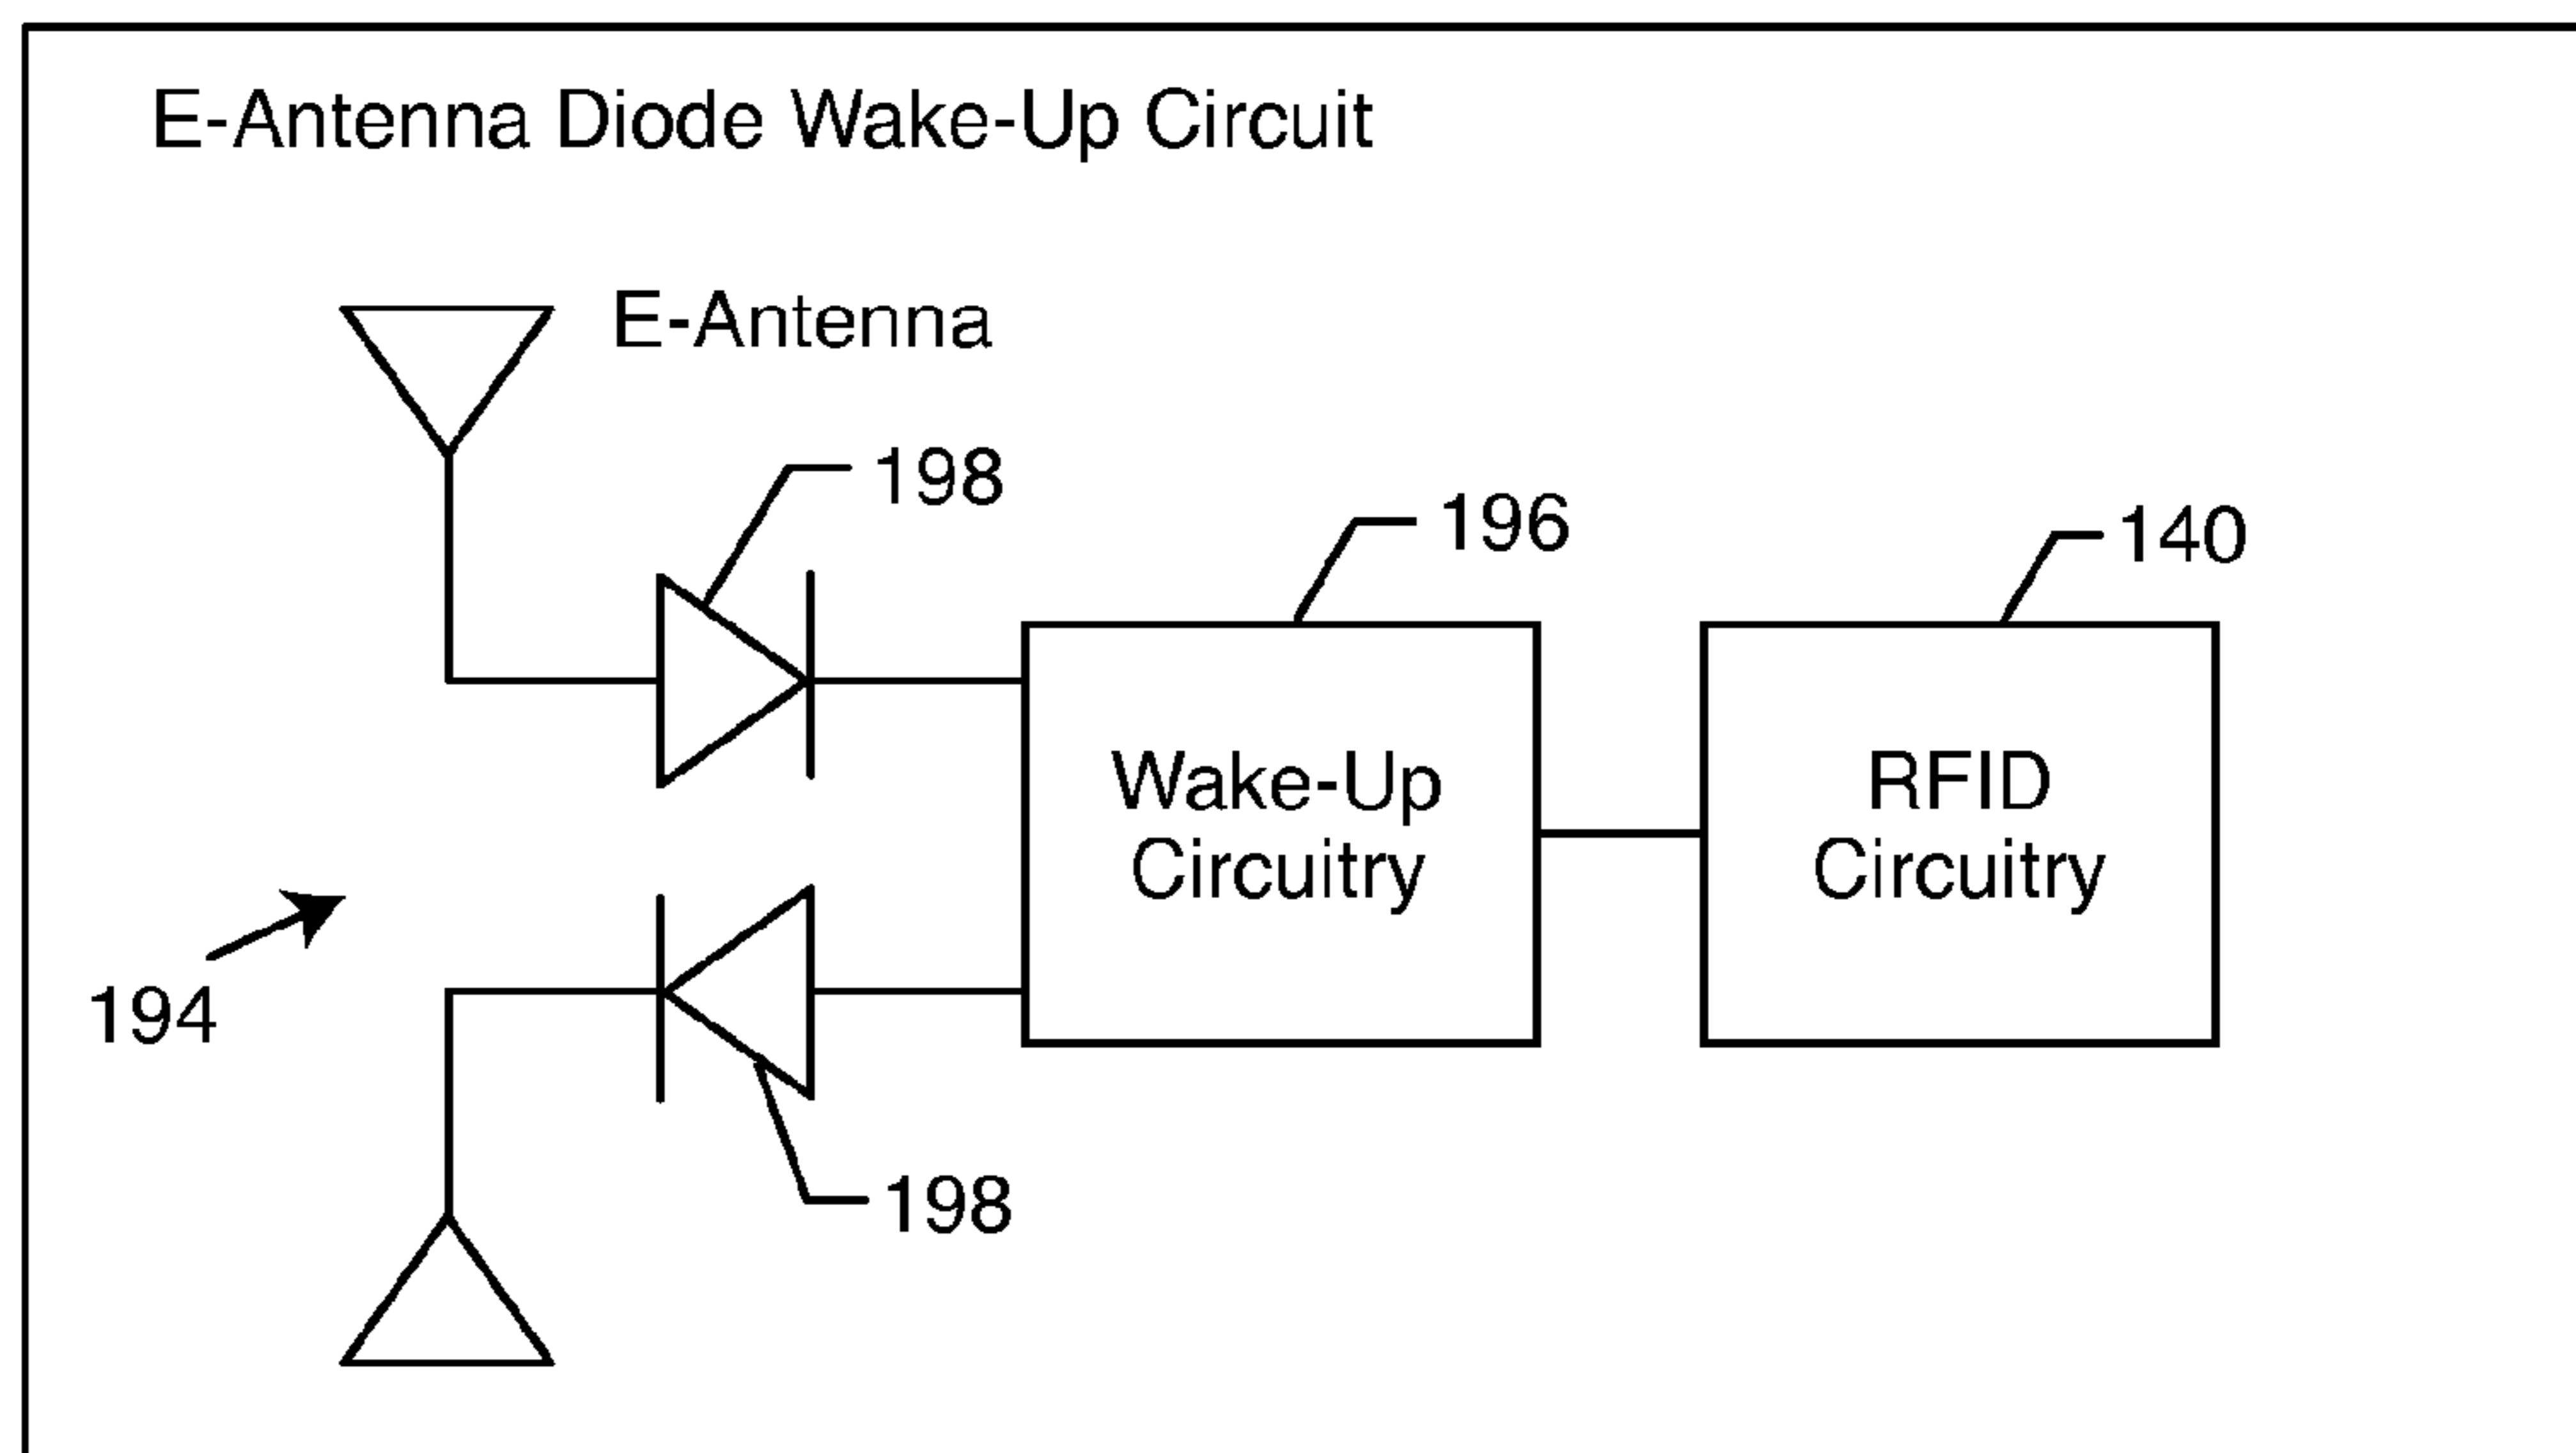 E-Antenna Diode Wake-Up Circuit
E-Antenna
198
196
140
Wake-Up
Circuitry
RFID
Circuitry
194
198